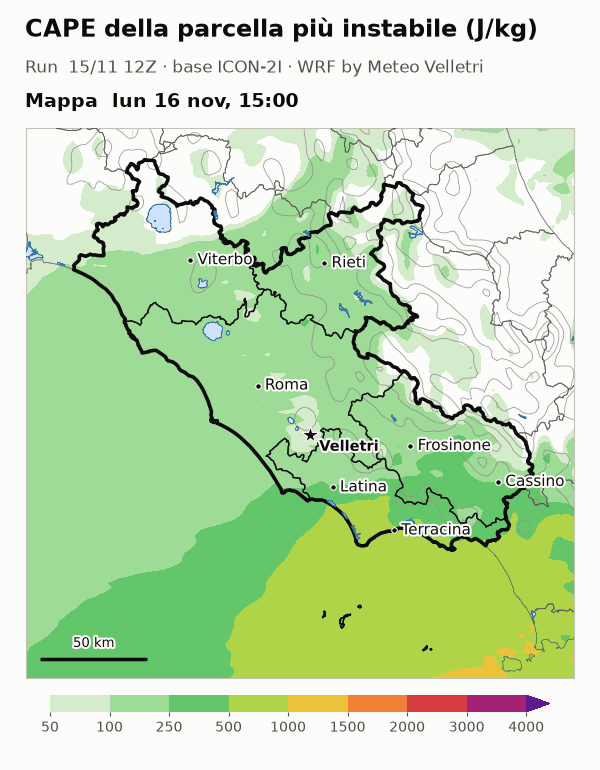 CAPE della parcella più instabile (J/kg)
Run  15/11 12Z · base ICON-2I · WRF by Meteo Velletri
Mappa  lun 16 nov, 15:00
Viterbo
Rieti
Roma
Velletri
Frosinone
Cassino
Latina
Terracina
50 km
50 100 250 500 1000 1500 2000 3000 4000